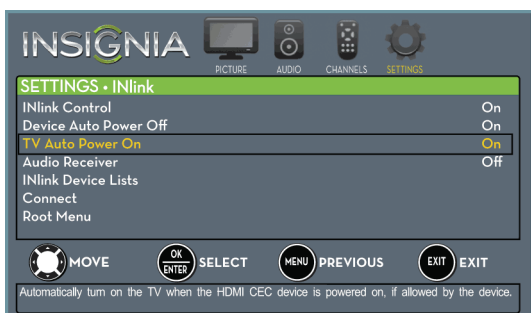 INSIGNIA
PICTURE AUDIO CHANNELS SETTINGS
SETTINGS • INlink
INlink Control On
Device Auto Power Off On
TV Auto Power On On
Audio Receiver Off
INlink Device Lists
Connect
Root Menu
MOVE OK ENTER SELECT MENU PREVIOUS EXIT EXIT
Automatically turn on the TV when the HDMI CEC device is powered on, if allowed by the device.